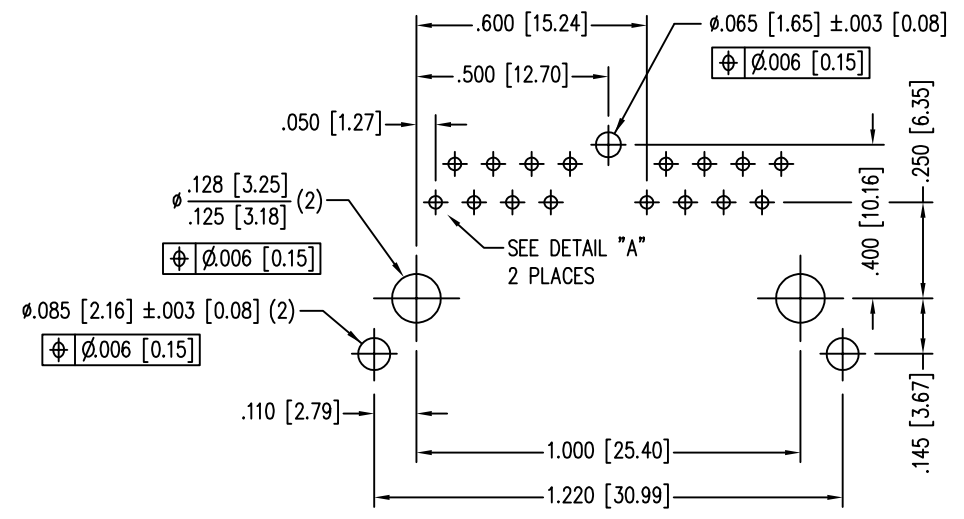 .600 [15.24]
⌀.065 [1.65] ±.003 [0.08]
⌖ ⌀.006 [0.15]
.500 [12.70]
.050 [1.27]
.250 [6.35]
.400 [10.16]
⌀ .128 [3.25]
.125 [3.18] (2)
⌖ ⌀.006 [0.15]
SEE DETAIL "A"
2 PLACES
⌀.085 [2.16] ±.003 [0.08] (2)
⌖ ⌀.006 [0.15]
.110 [2.79]
.145 [3.67]
1.000 [25.40]
1.220 [30.99]